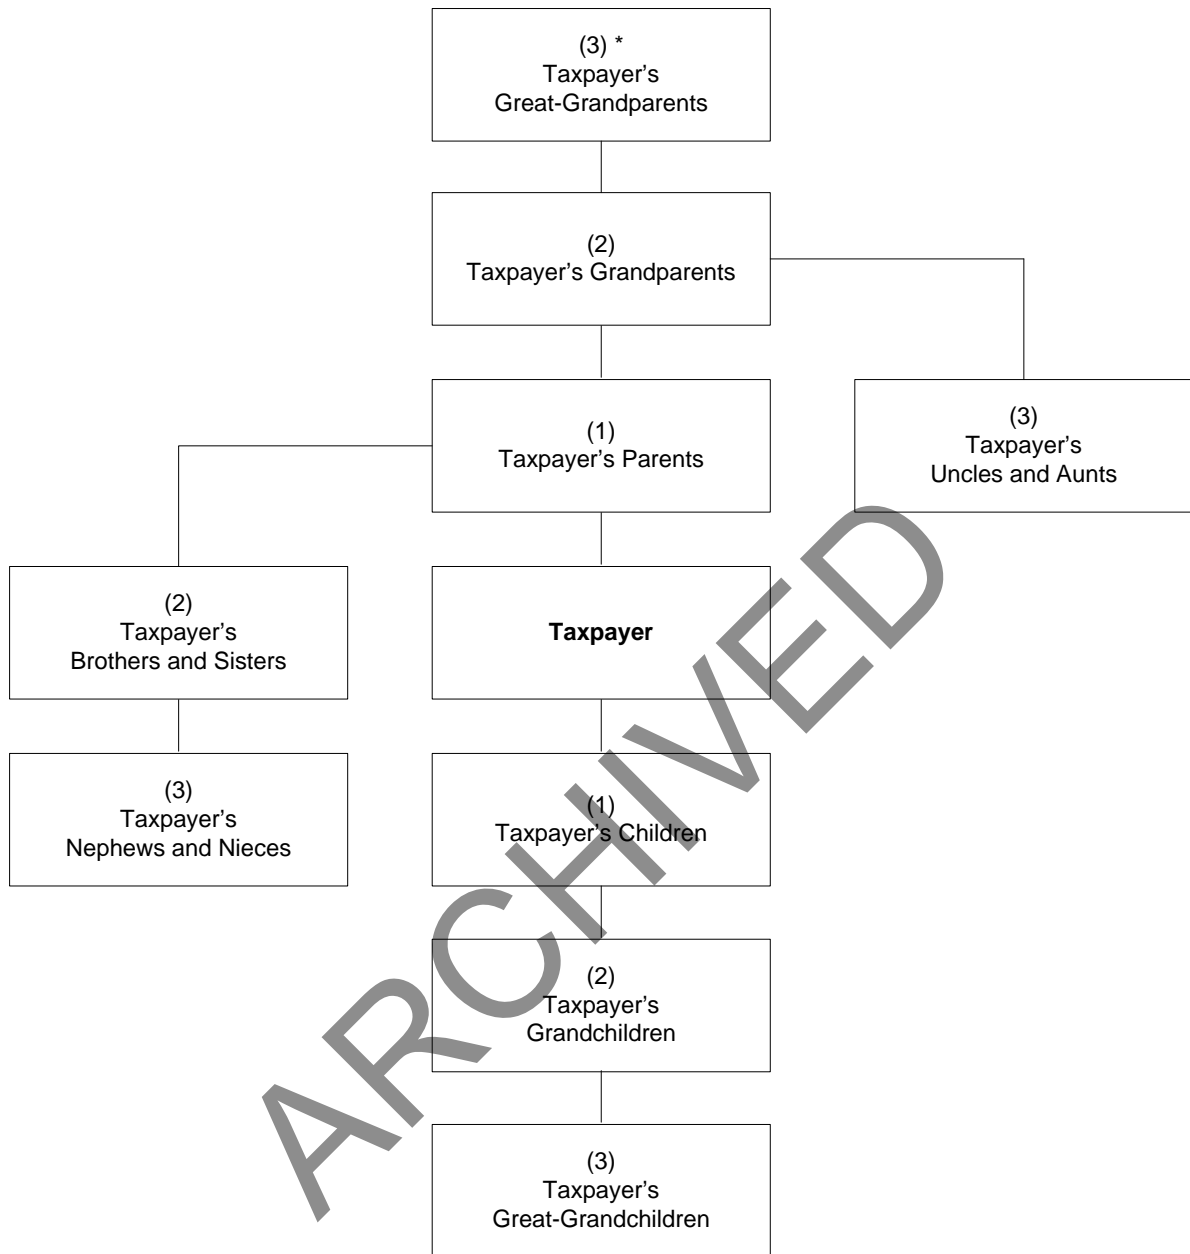 (3) *
Taxpayer’s
Great-Grandparents
(2)
Taxpayer’s Grandparents
(1)
Taxpayer’s Parents
(3)
Taxpayer’s
Uncles and Aunts
(2)
Taxpayer’s
Brothers and Sisters
Taxpayer
(3)
Taxpayer’s
Nephews and Nieces
(1)
Taxpayer’s Children
(2)
Taxpayer’s
Grandchildren
(3)
Taxpayer’s
Great-Grandchildren
ARCHIVED